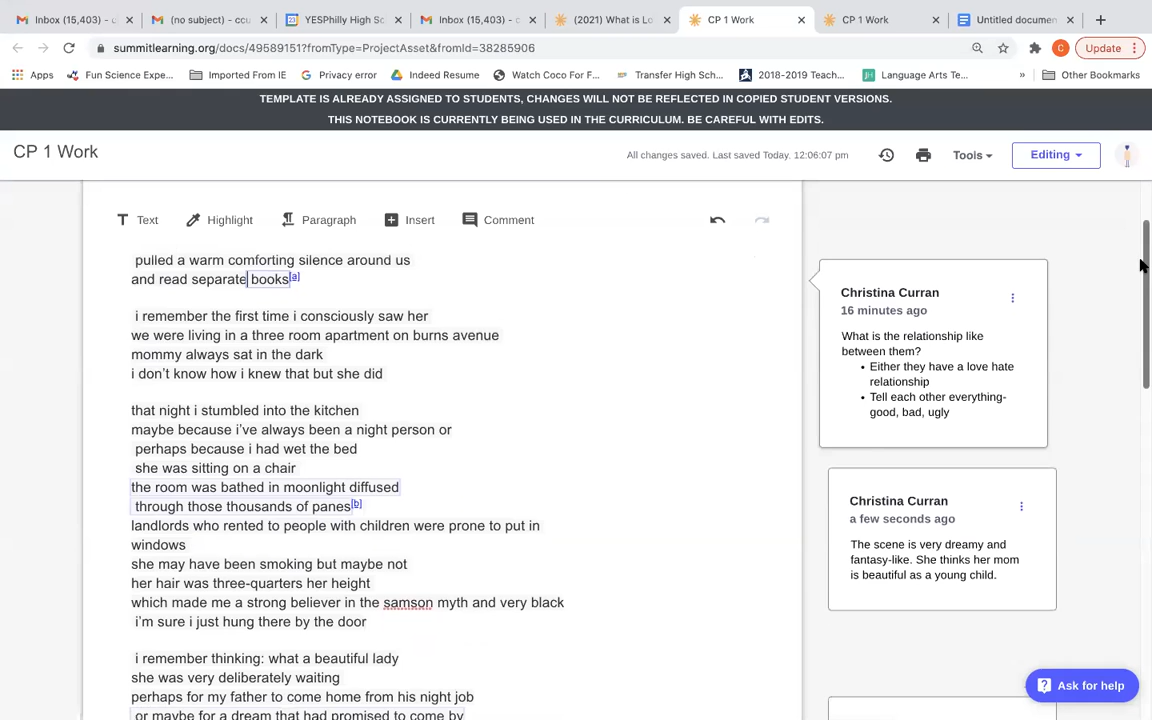 Inbox (15,403) - c
(no subject) - ccu
YESPhilly High Sc
Inbox (15,403) - c
(2021) What is Lo
CP 1 Work
CP 1 Work
Untitled documen
summitlearning.org/docs/49589151?fromType=ProjectAsset&fromId=38285906
C
Update
Apps
Fun Science Expe...
Imported From IE
Privacy error
Indeed Resume
Watch Coco For F...
Transfer High Sch...
2018-2019 Teach...
JH
Language Arts Te...
»
Other Bookmarks
TEMPLATE IS ALREADY ASSIGNED TO STUDENTS, CHANGES WILL NOT BE REFLECTED IN COPIED STUDENT VERSIONS.
THIS NOTEBOOK IS CURRENTLY BEING USED IN THE CURRICULUM. BE CAREFUL WITH EDITS.
CP 1 Work
All changes saved. Last saved Today. 12:06:07 pm
Tools
Editing
Text
Highlight
Paragraph
Insert
Comment
pulled a warm comforting silence around us
and read separate books[a]
i remember the first time i consciously saw her
we were living in a three room apartment on burns avenue
mommy always sat in the dark
i don't know how i knew that but she did
that night i stumbled into the kitchen
maybe because i've always been a night person or
perhaps because i had wet the bed
she was sitting on a chair
the room was bathed in moonlight diffused
through those thousands of panes[b]
landlords who rented to people with children were prone to put in
windows
she may have been smoking but maybe not
her hair was three-quarters her height
which made me a strong believer in the samson myth and very black
i'm sure i just hung there by the door
i remember thinking: what a beautiful lady
she was very deliberately waiting
perhaps for my father to come home from his night job
or maybe for a dream that had promised to come by
Christina Curran
16 minutes ago
What is the relationship like
between them?
• Either they have a love hate
relationship
• Tell each other everything-
good, bad, ugly
Christina Curran
a few seconds ago
The scene is very dreamy and
fantasy-like. She thinks her mom
is beautiful as a young child.
Ask for help